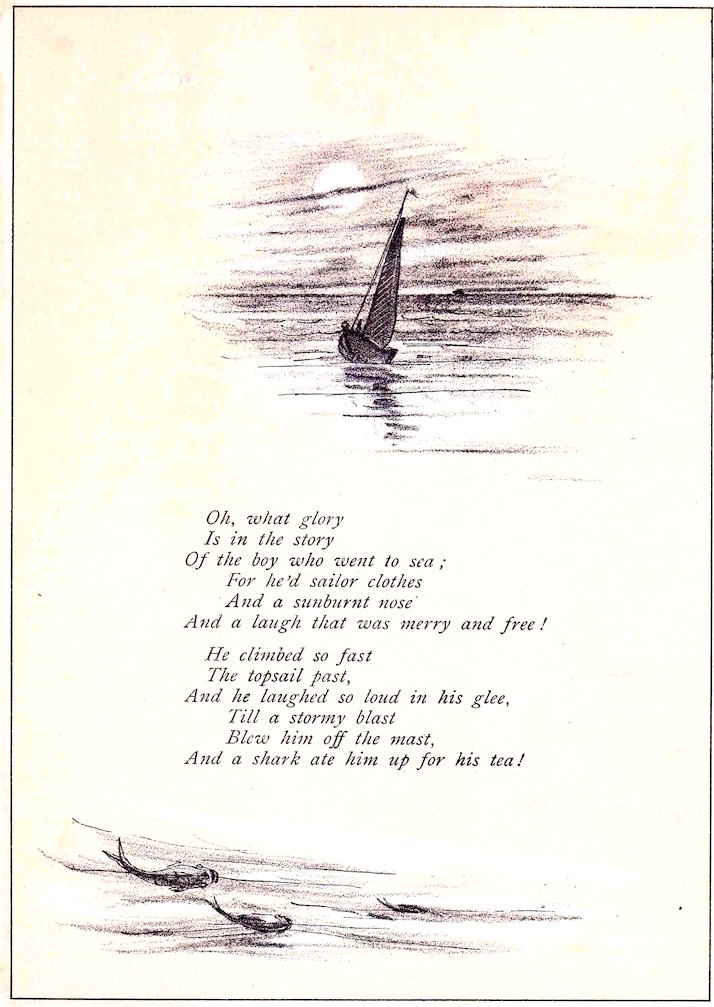 Oh, what glory
Is in the story
Of the boy who went to sea;
For he'd sailor clothes
And a sunburnt nose
And a laugh that was merry and free!
He climbed so fast
The topsail past,
And he laughed so loud in his glee,
Till a stormy blast
Blew him off the mast,
And a shark ate him up for his tea!